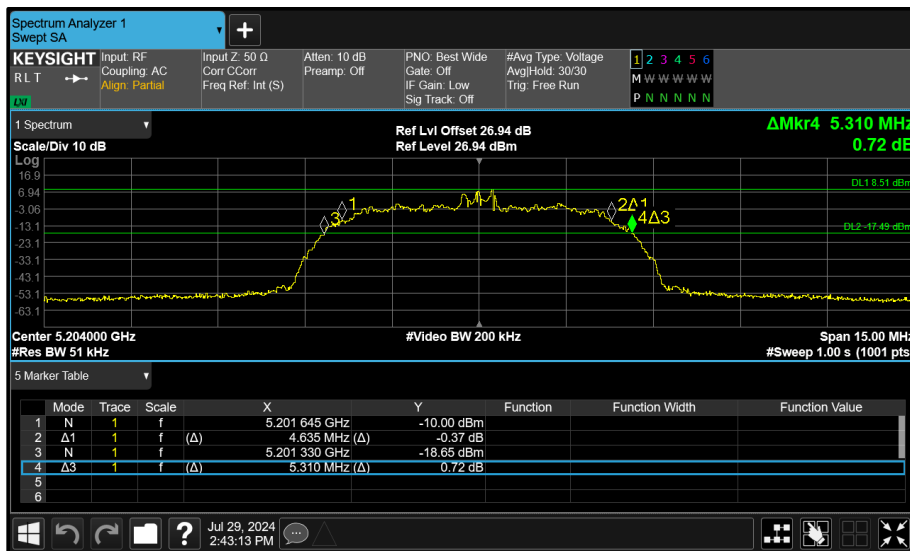 Spectrum Analyzer 1
Swept SA
+
KEYSIGHT
R L T
LXI
Input: RF
Coupling: AC
Align: Partial
Input Z: 50 Ω
Corr CCorr
Freq Ref: Int (S)
Atten: 10 dB
Preamp: Off
PNO: Best Wide
Gate: Off
IF Gain: Low
Sig Track: Off
#Avg Type: Voltage
Avg|Hold: 30/30
Trig: Free Run
1 2 3 4 5 6
M W W W W W
P N N N N N
1 Spectrum
Scale/Div 10 dB
Ref Lvl Offset 26.94 dB
Ref Level 26.94 dBm
ΔMkr4 5.310 MHz
0.72 dB
Log
16.9
6.94
-3.06
-13.1
-23.1
-33.1
-43.1
-53.1
-63.1
DL1 8.51 dBm
DL2 -17.49 dBm
1
3
2Δ1
4Δ3
Center 5.204000 GHz
#Video BW 200 kHz
Span 15.00 MHz
#Res BW 51 kHz
#Sweep 1.00 s (1001 pts
5 Marker Table
Mode Trace Scale X Y Function Function Width Function Value
1 N 1 f 5.201 645 GHz -10.00 dBm
2 Δ1 1 f (Δ) 4.635 MHz (Δ) -0.37 dB
3 N 1 f 5.201 330 GHz -18.65 dBm
4 Δ3 1 f (Δ) 5.310 MHz (Δ) 0.72 dB
5
6
?
Jul 29, 2024
2:43:13 PM